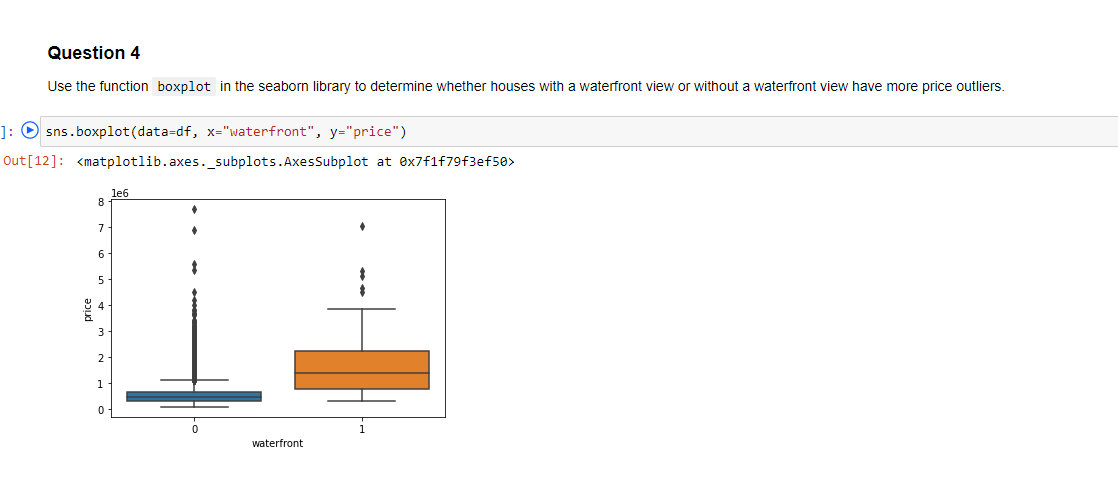 Question 4
Use the function boxplot in the seaborn library to determine whether houses with a waterfront view or without a waterfront view have more price outliers.
]: sns.boxplot(data=df, x="waterfront", y="price")
Out[12]: <matplotlib.axes._subplots.AxesSubplot at 0x7f1f79f3ef50>
1e6
8
7
6
5
4
3
2
1
0
price
0 1
waterfront